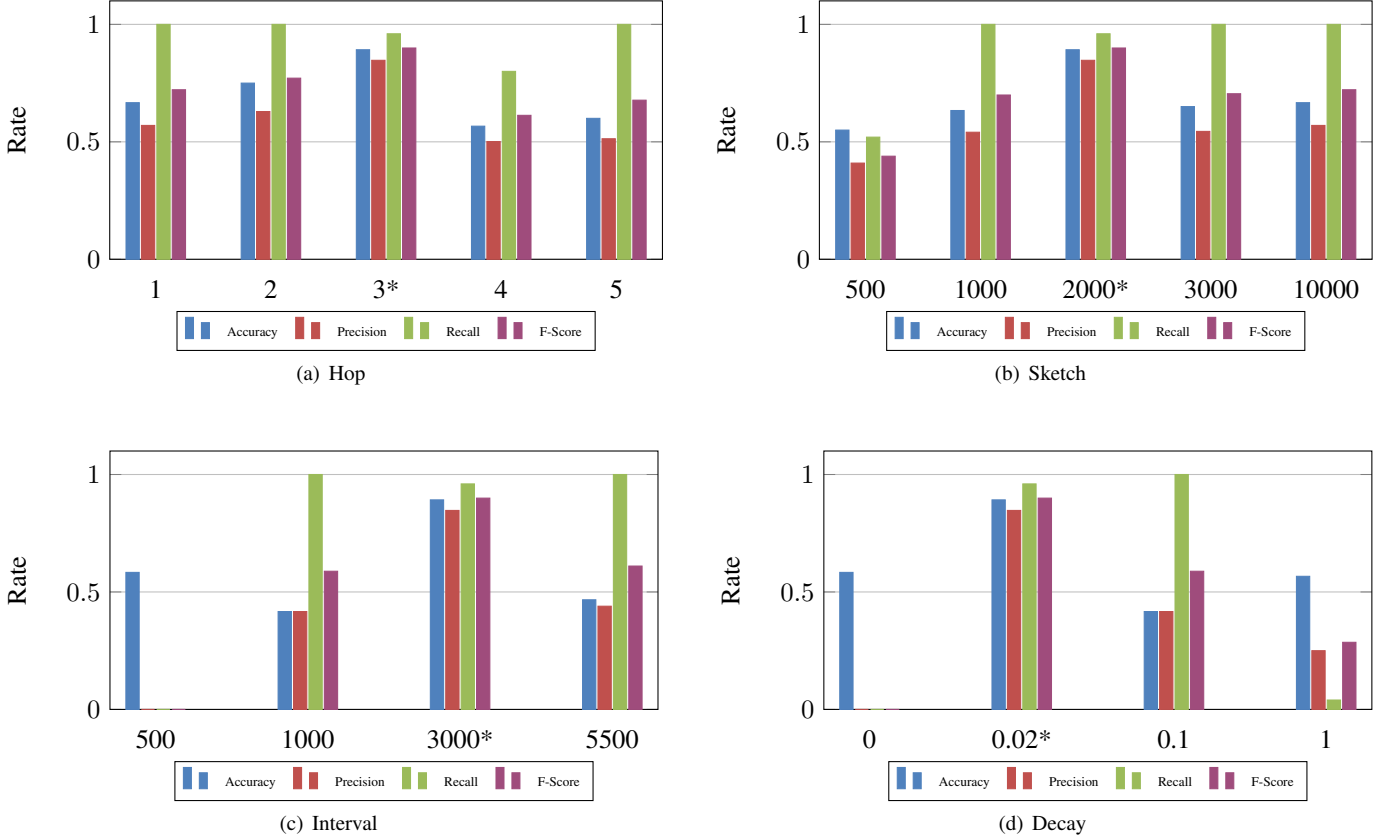 1
0.5
0
Rate
1 2 3* 4 5
Accuracy Precision Recall F-Score
(a) Hop
1
0.5
0
Rate
500 1000 2000* 3000 10000
Accuracy Precision Recall F-Score
(b) Sketch
1
0.5
0
Rate
500 1000 3000* 5500
Accuracy Precision Recall F-Score
(c) Interval
1
0.5
0
Rate
0 0.02* 0.1 1
Accuracy Precision Recall F-Score
(d) Decay